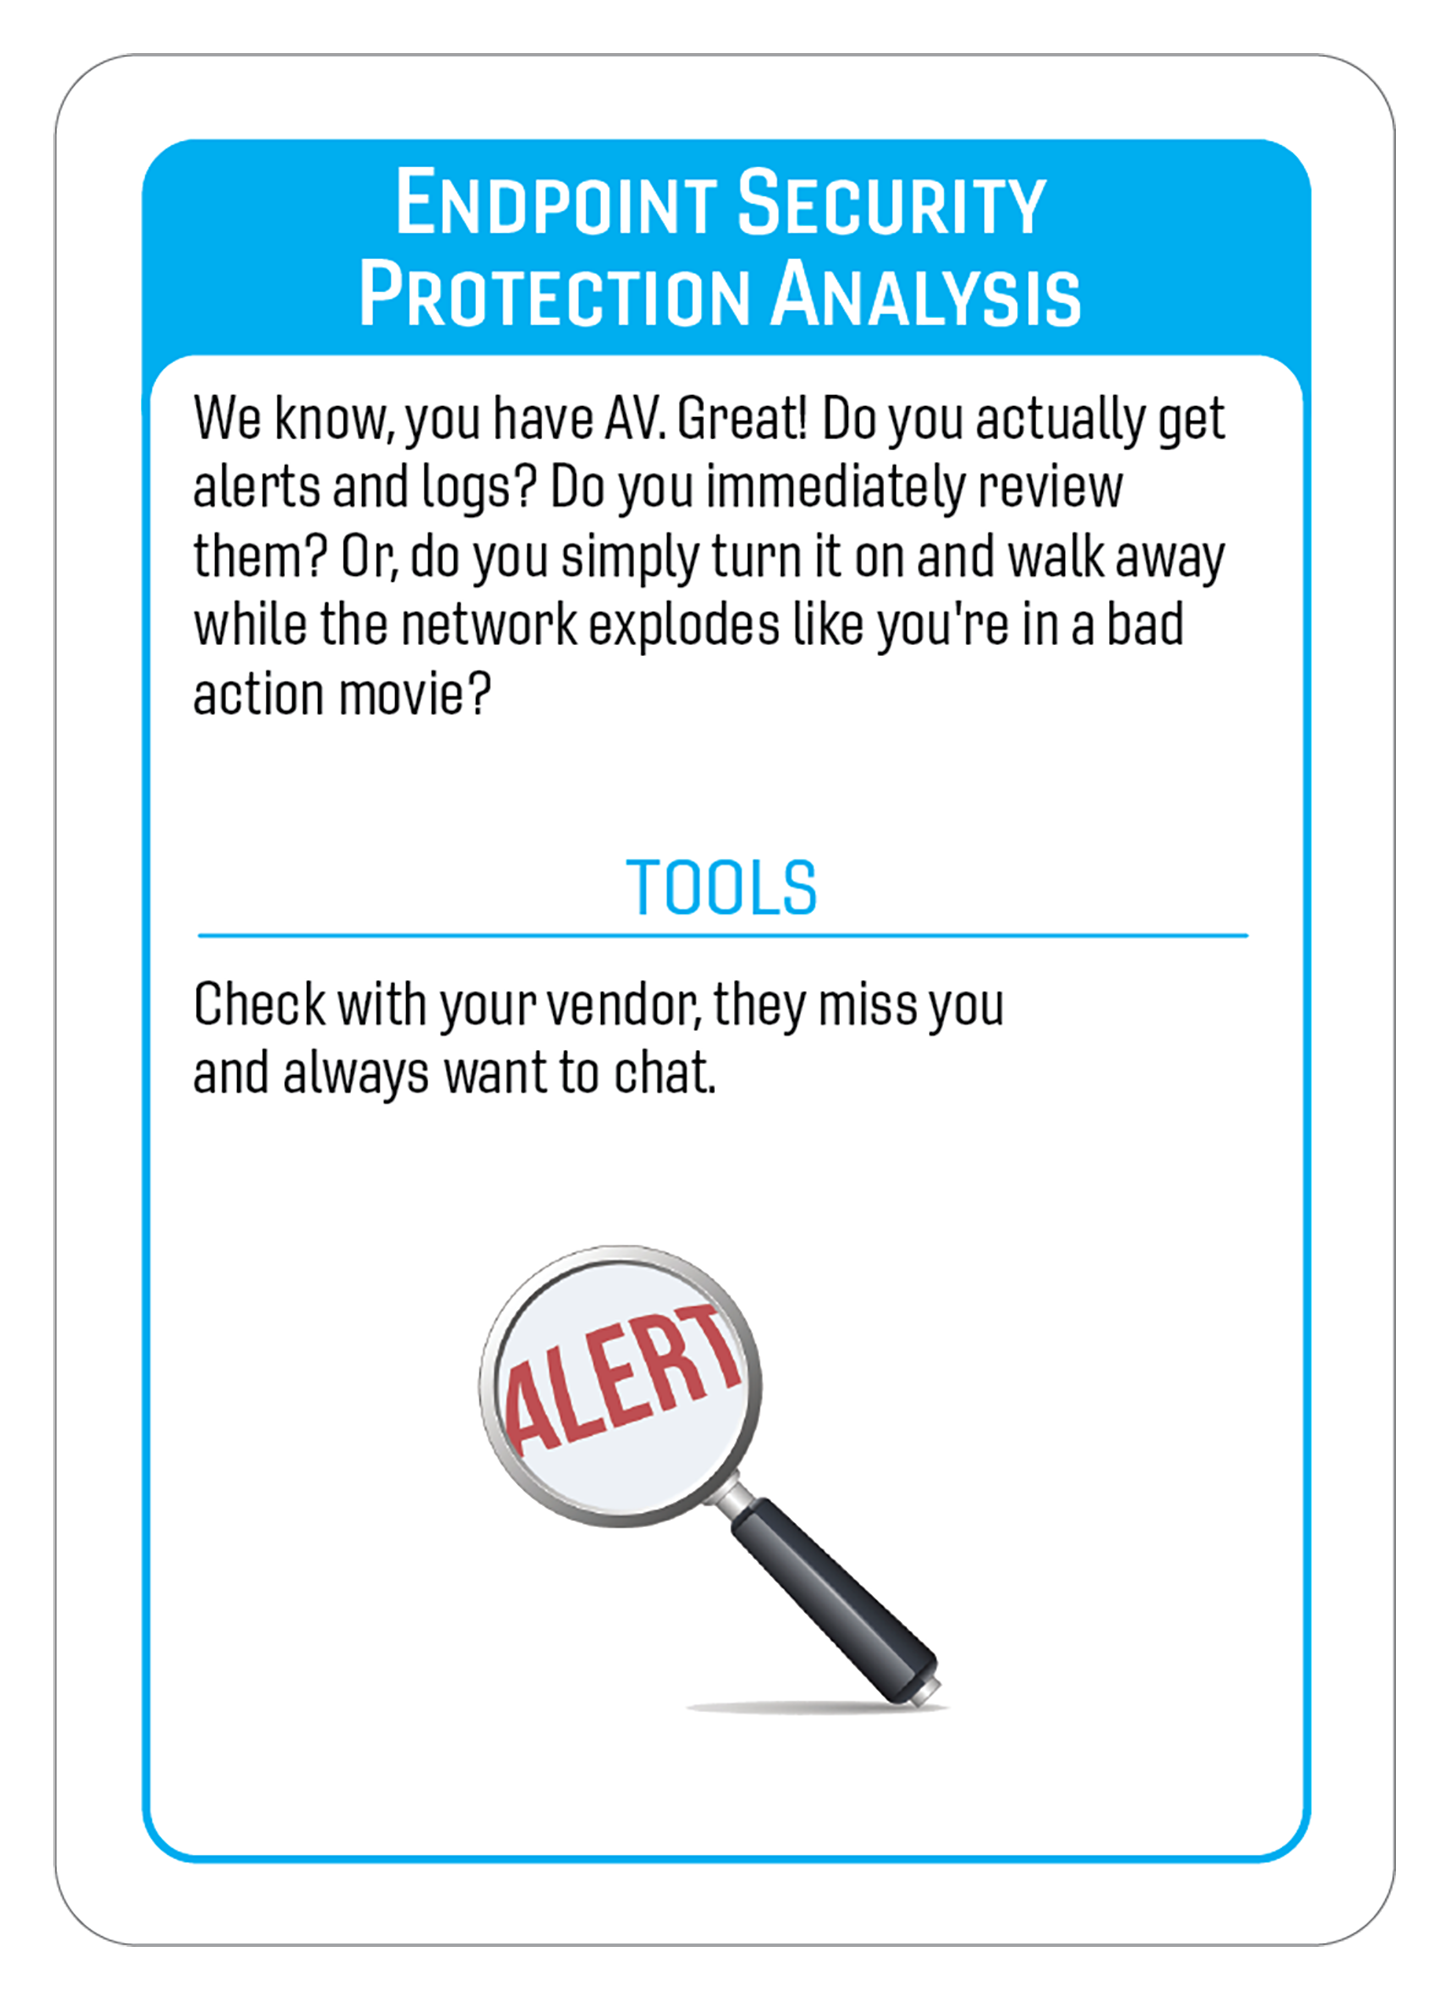 Endpoint Security
Protection Analysis
We know, you have AV. Great! Do you actually get
alerts and logs? Do you immediately review
them? Or, do you simply turn it on and walk away
while the network explodes like you're in a bad
action movie?
TOOLS
Check with your vendor, they miss you
and always want to chat.
ALERT